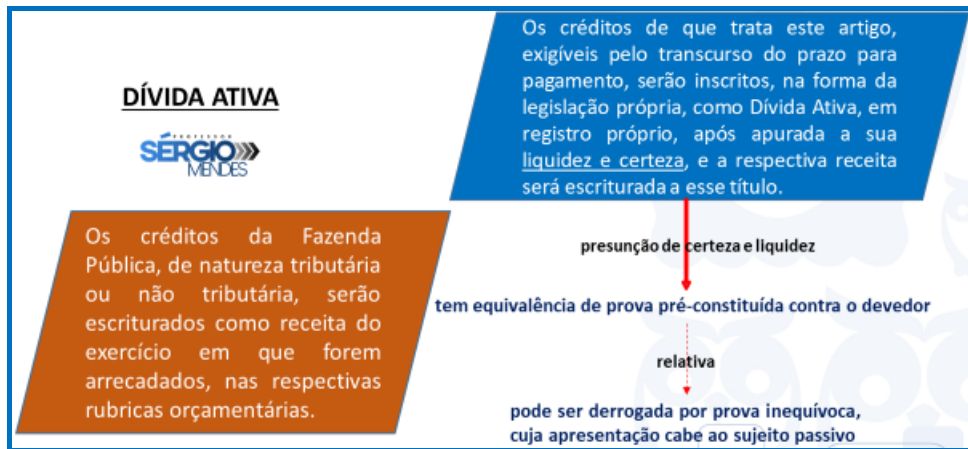 DÍVIDA ATIVA
PROFESSOR
SÉRGIO
MENDES
Os créditos de que trata este artigo,
exigíveis pelo transcurso do prazo para
pagamento, serão inscritos, na forma da
legislação própria, como Dívida Ativa, em
registro próprio, após apurada a sua
liquidez e certeza, e a respectiva receita
será escriturada a esse título.
Os créditos da Fazenda
Pública, de natureza tributária
ou não tributária, serão
escriturados como receita do
exercício em que forem
arrecadados, nas respectivas
rubricas orçamentárias.
presunção de certeza e liquidez
tem equivalência de prova pré-constituída contra o devedor
relativa
pode ser derrogada por prova inequívoca,
cuja apresentação cabe ao sujeito passivo